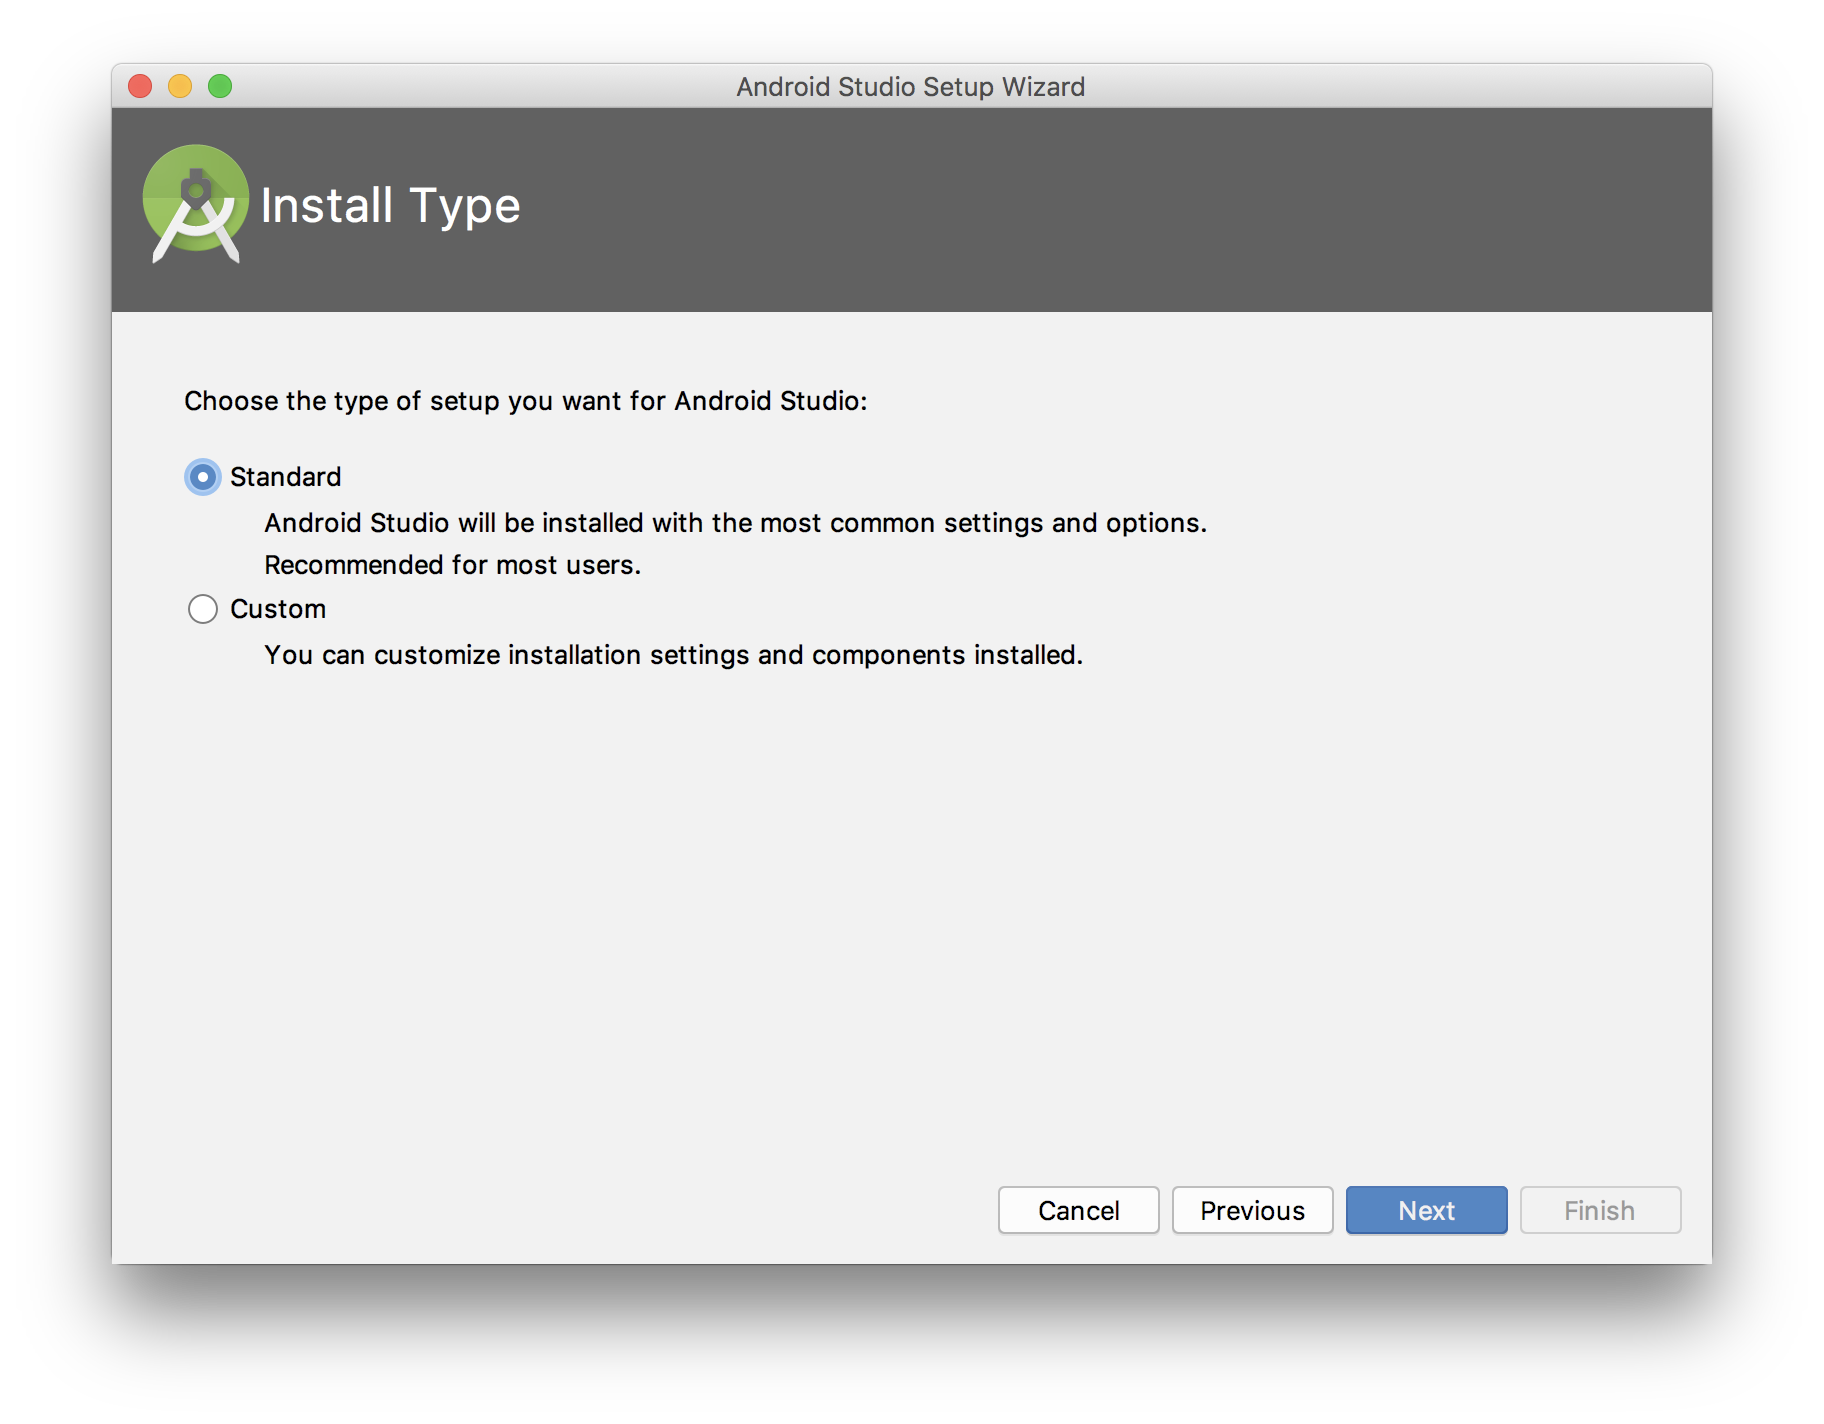 Android Studio Setup Wizard
Install Type
Choose the type of setup you want for Android Studio:
Standard
Android Studio will be installed with the most common settings and options.
Recommended for most users.
Custom
You can customize installation settings and components installed.
Cancel Previous Next Finish